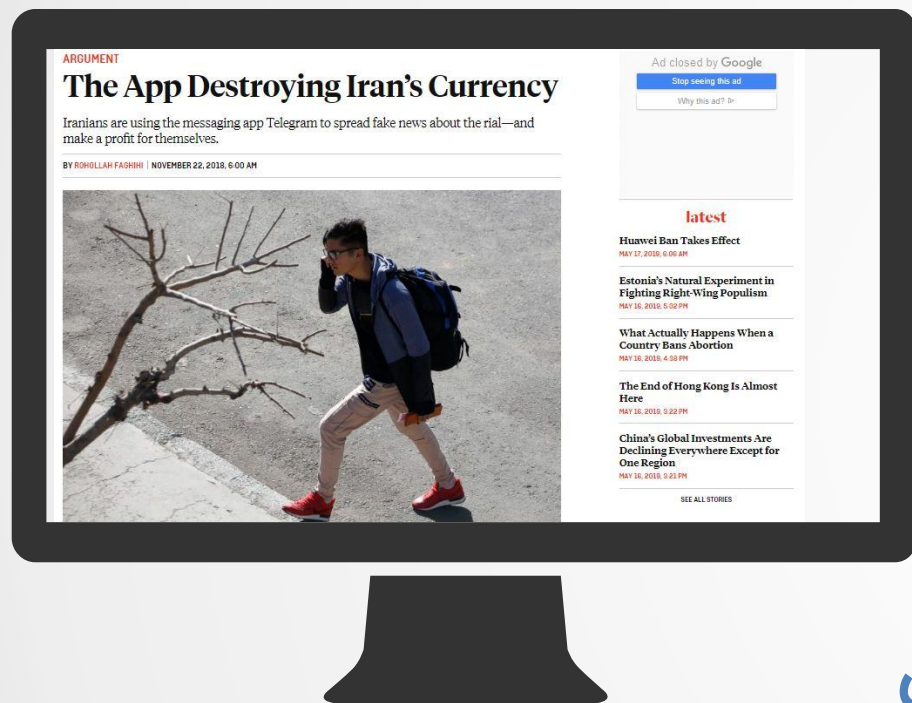 ARGUMENT
The App Destroying Iran's Currency
Iranians are using the messaging app Telegram to spread fake news about the rial—and
make a profit for themselves.
BY ROHOLLAH FAGHIHI | NOVEMBER 22, 2018, 6:00 AM
Ad closed by Google
Stop seeing this ad
Why this ad?
latest
Huawei Ban Takes Effect
MAY 17, 2019, 6:06 AM
Estonia's Natural Experiment in
Fighting Right-Wing Populism
MAY 16, 2019, 5:02 PM
What Actually Happens When a
Country Bans Abortion
MAY 16, 2019, 4:38 PM
The End of Hong Kong Is Almost
Here
MAY 16, 2019, 3:22 PM
China's Global Investments Are
Declining Everywhere Except for
One Region
MAY 16, 2019, 3:21 PM
SEE ALL STORIES